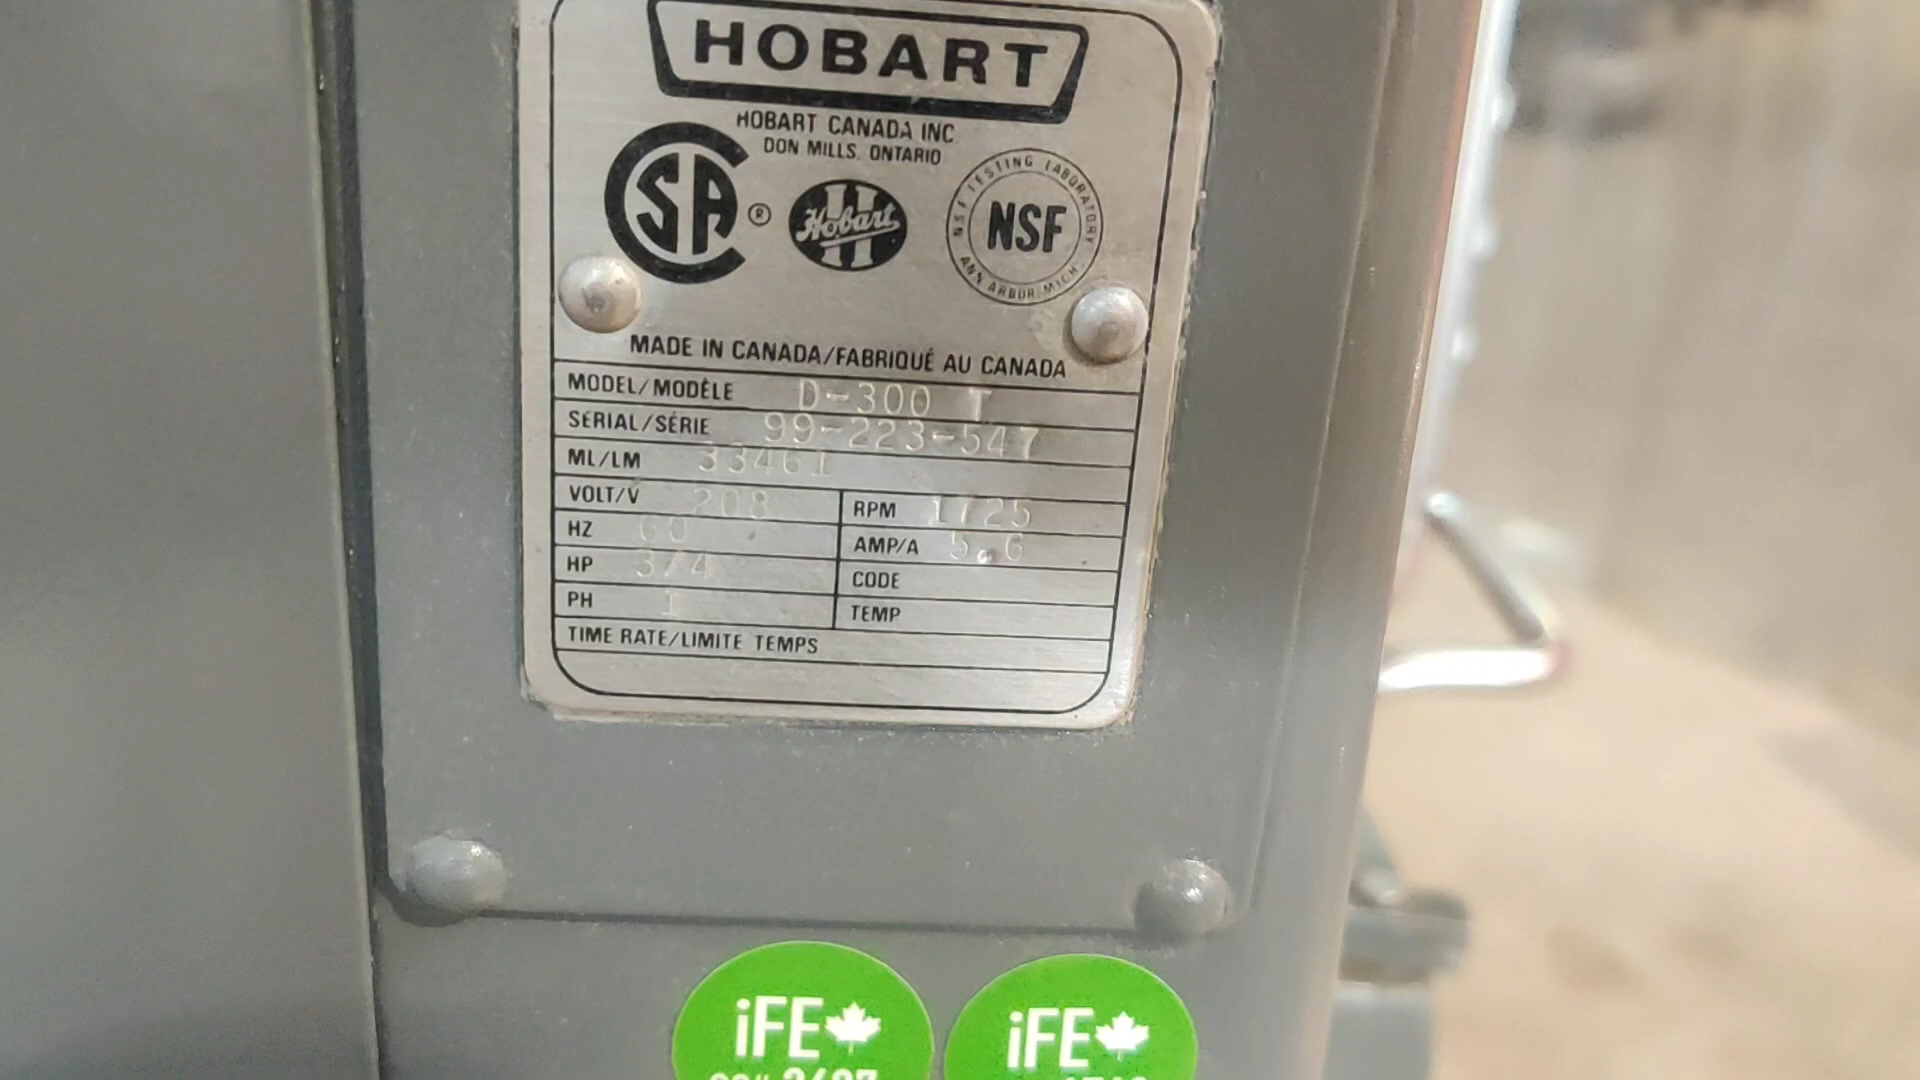 HOBART
HOBART CANADA INC.
DON MILLS, ONTARIO
CSA ® Hobart NSF
NSF TESTING LABORATORY
ANN ARBOR, MICH.
MADE IN CANADA/FABRIQUÉ AU CANADA
MODEL/MODÈLE D-300 T
SERIAL/SÉRIE 99-223-547
ML/LM 33461
VOLT/V 208 RPM 1725
HZ 60 AMP/A 5.6
HP 3/4 CODE
PH 1 TEMP
TIME RATE/LIMITE TEMPS
iFE iFE